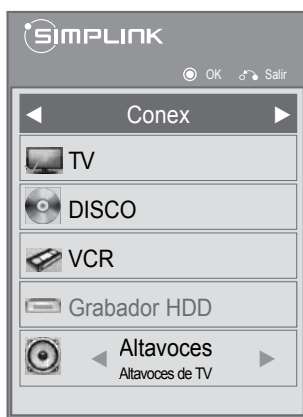 SIMPLINK
OK Salir
Conex
TV
DISCO
VCR
Grabador HDD
Altavoces
Altavoces de TV